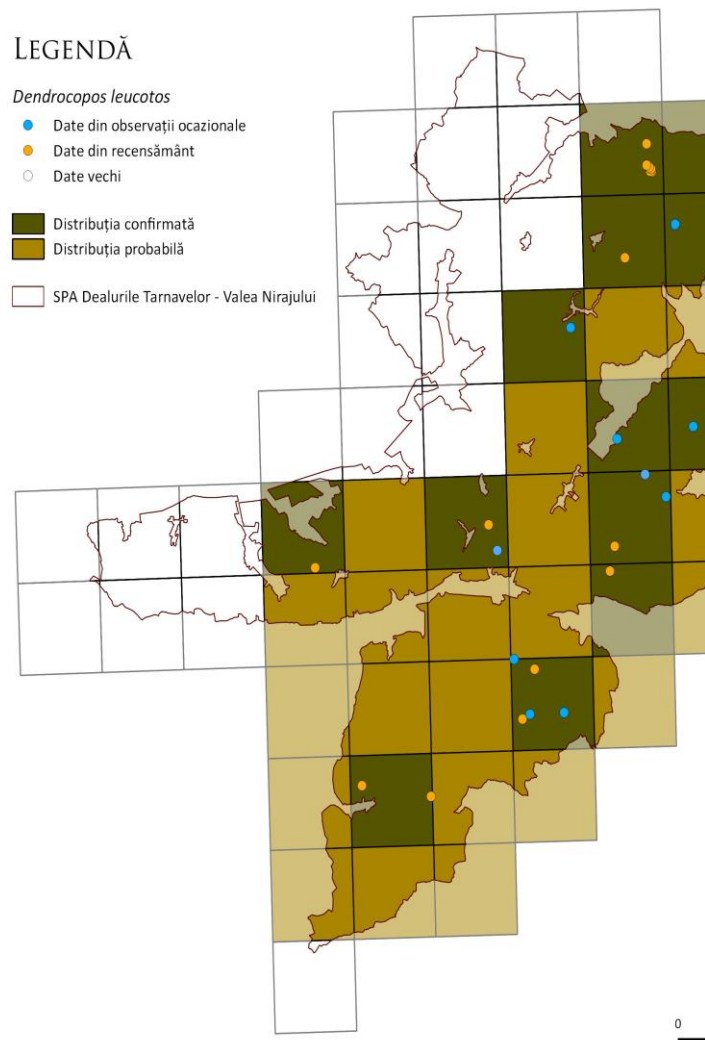 LEGENDĂ
Dendrocopos leucotos
Date din observații ocazionale
Date din recensământ
Date vechi
Distribuția confirmată
Distribuția probabilă
SPA Dealurile Tarnavelor - Valea Nirajului
0